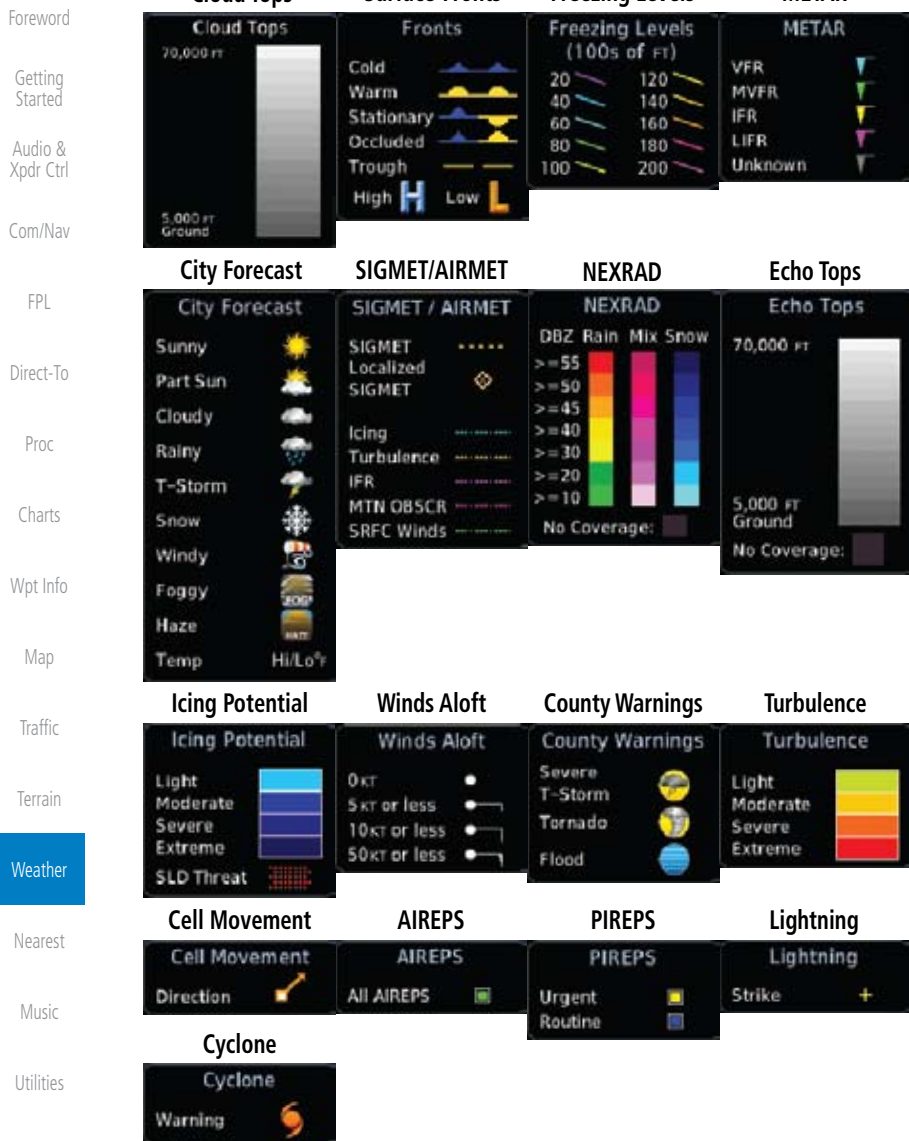 Foreword
Getting
Started
Audio &
Xpdr Ctrl
Com/Nav
FPL
Direct-To
Proc
Charts
Wpt Info
Map
Traffic
Terrain
Weather
Nearest
Music
Utilities
Cloud Tops
70,000 FT
5,000 FT
Ground
Fronts
Cold
Warm
Stationary
Occluded
Trough
High H Low L
Freezing Levels
(100s of FT)
20 120
40 140
60 160
80 180
100 200
METAR
VFR
MVFR
IFR
LIFR
Unknown
City Forecast SIGMET/AIRMET NEXRAD Echo Tops
City Forecast
Sunny
Part Sun
Cloudy
Rainy
T-Storm
Snow
Windy
Foggy
Haze
Temp Hi/Lo°F
SIGMET / AIRMET
SIGMET
Localized
SIGMET
Icing
Turbulence
IFR
MTN OBSCR
SRFC Winds
NEXRAD
DBZ Rain Mix Snow
>=55
>=50
>=45
>=40
>=30
>=20
>=10
No Coverage:
Echo Tops
70,000 FT
5,000 FT
Ground
No Coverage:
Icing Potential Winds Aloft County Warnings Turbulence
Icing Potential
Light
Moderate
Severe
Extreme
SLD Threat
Winds Aloft
0 KT
5 KT or less
10 KT or less
50 KT or less
County Warnings
Severe
T-Storm
Tornado
Flood
Turbulence
Light
Moderate
Severe
Extreme
Cell Movement AIREPS PIREPS Lightning
Cell Movement
Direction
AIREPS
All AIREPS
PIREPS
Urgent
Routine
Lightning
Strike
Cyclone
Cyclone
Warning